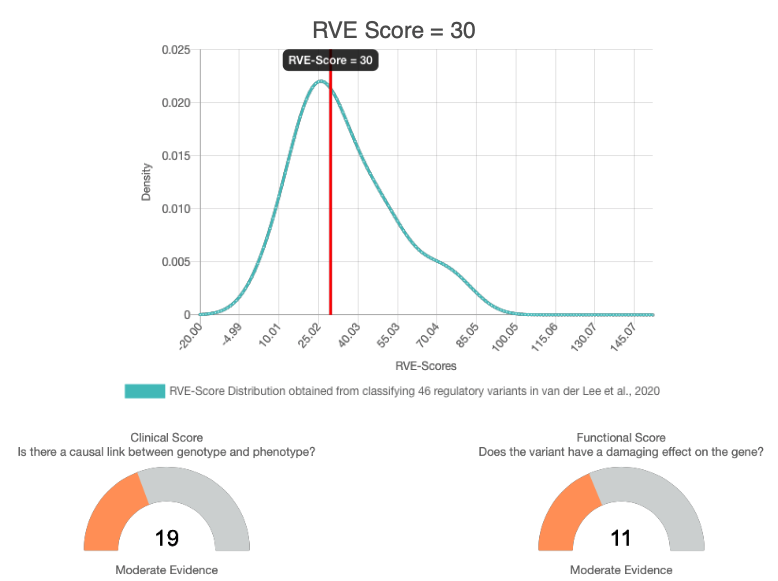 RVE Score = 30
0.025
RVE-Score = 30
0.020
0.015
Density
0.010
0.005
0
-20.00 -4.99 10.01 25.02 40.03 55.03 70.04 85.05 100.05 115.06 130.07 145.07
RVE-Scores
RVE-Score Distribution obtained from classifying 46 regulatory variants in van der Lee et al., 2020
Clinical Score
Is there a causal link between genotype and phenotype?
19
Moderate Evidence
Functional Score
Does the variant have a damaging effect on the gene?
11
Moderate Evidence